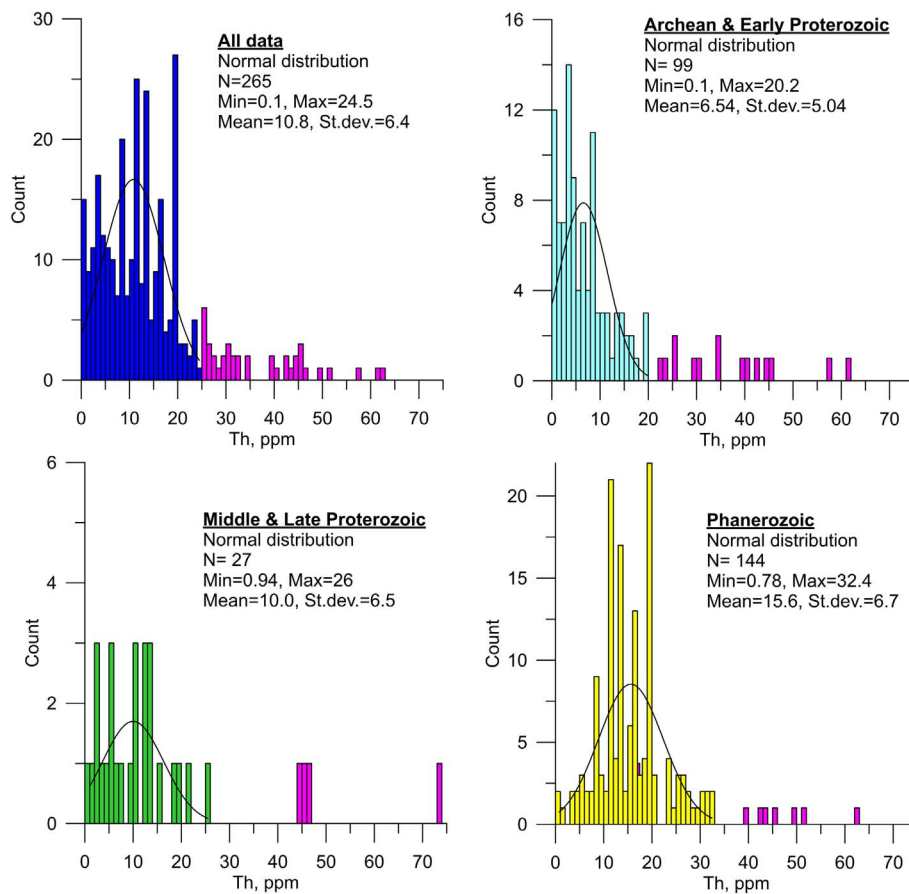 30
20
10
0
Count
All data
Normal distribution
N=265
Min=0.1, Max=24.5
Mean=10.8, St.dev.=6.4
0 10 20 30 40 50 60 70
Th, ppm
16
12
8
4
0
Count
Archean & Early Proterozoic
Normal distribution
N= 99
Min=0.1, Max=20.2
Mean=6.54, St.dev.=5.04
0 10 20 30 40 50 60 70
Th, ppm
6
4
2
0
Count
Middle & Late Proterozoic
Normal distribution
N= 27
Min=0.94, Max=26
Mean=10.0, St.dev.=6.5
0 10 20 30 40 50 60 70
Th, ppm
20
15
10
5
0
Count
Phanerozoic
Normal distribution
N= 144
Min=0.78, Max=32.4
Mean=15.6, St.dev.=6.7
0 10 20 30 40 50 60 70
Th, ppm